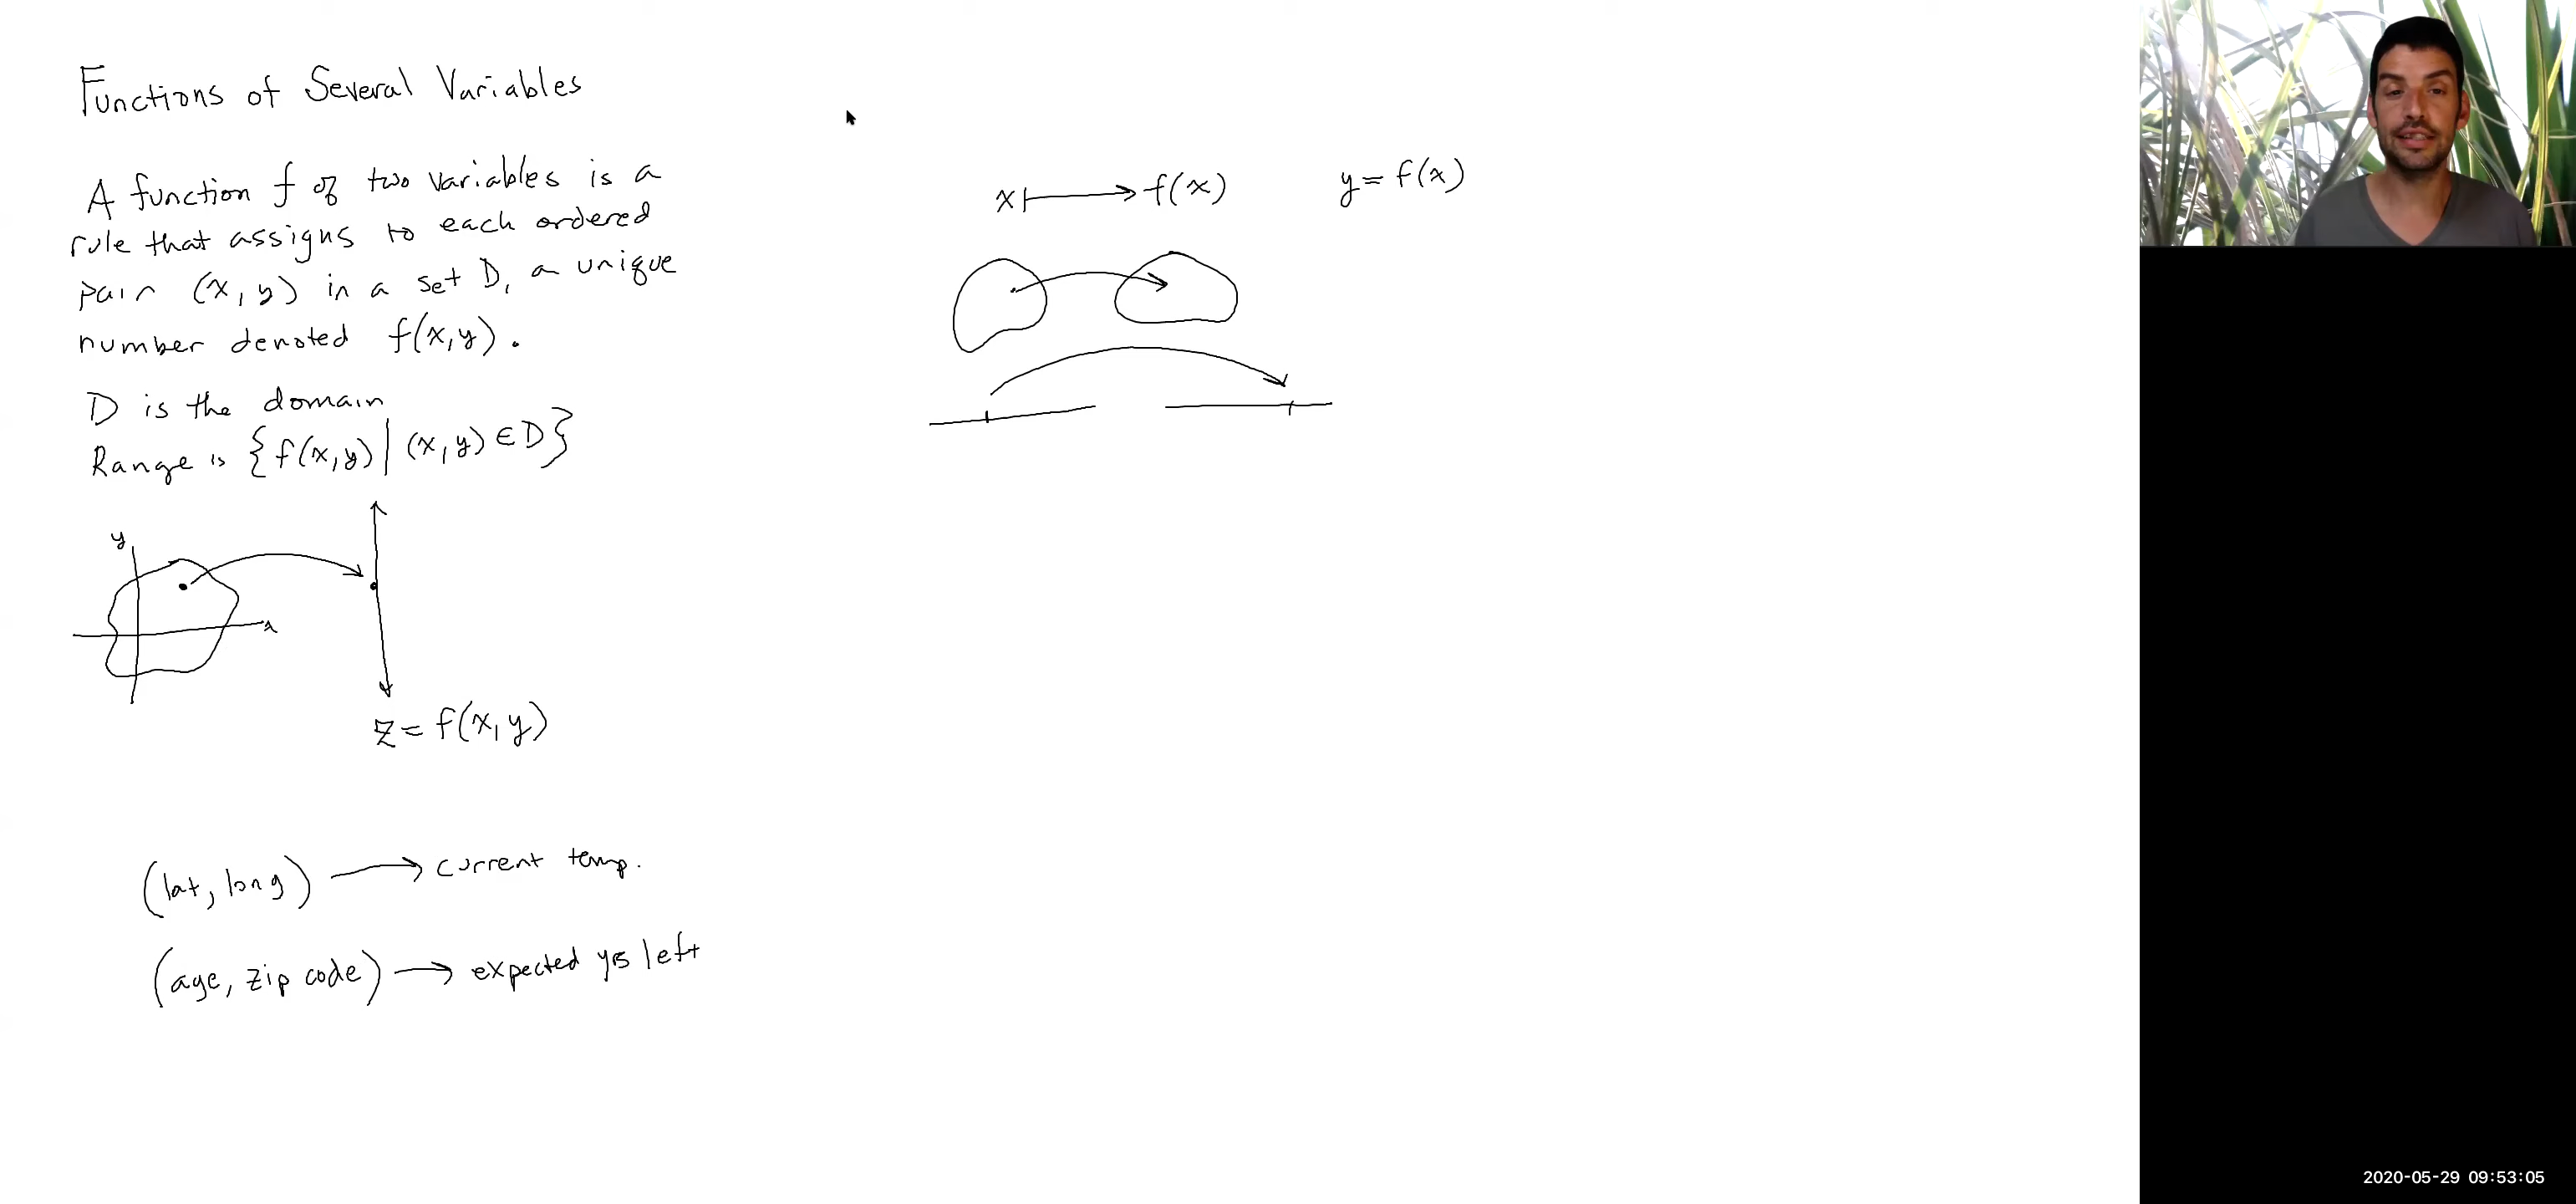 Functions of Several Variables
A function f of two variables is a
rule that assigns to each ordered
pair (x, y) in a set D, a unique
number denoted f(x,y).
D is the domain
Range is {f(x,y) | (x,y) ∈ D}
y
x
z = f(x,y)
(lat, long) → current temp.
(age, zip code) → expected yrs left
x ↦ f(x)
y = f(x)
2020-05-29 09:53:05